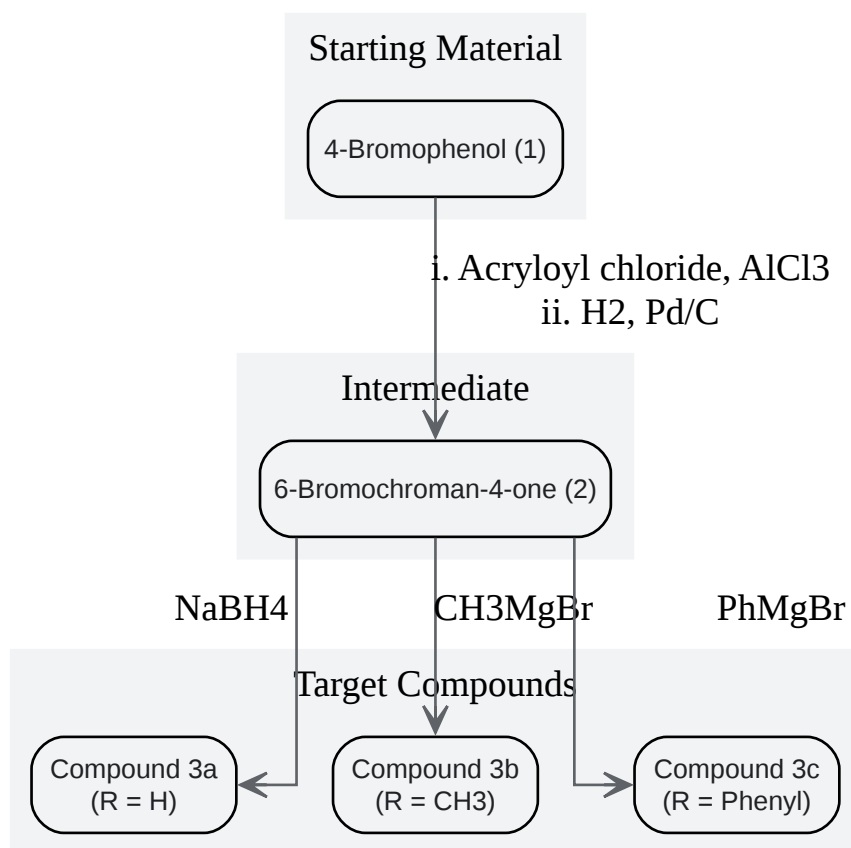 Starting Material
4-Bromophenol (1)
i. Acryloyl chloride, AlCl3
ii. H2, Pd/C
Intermediate
6-Bromochroman-4-one (2)
NaBH4
CH3MgBr
PhMgBr
Target Compounds
Compound 3a
(R = H)
Compound 3b
(R = CH3)
Compound 3c
(R = Phenyl)